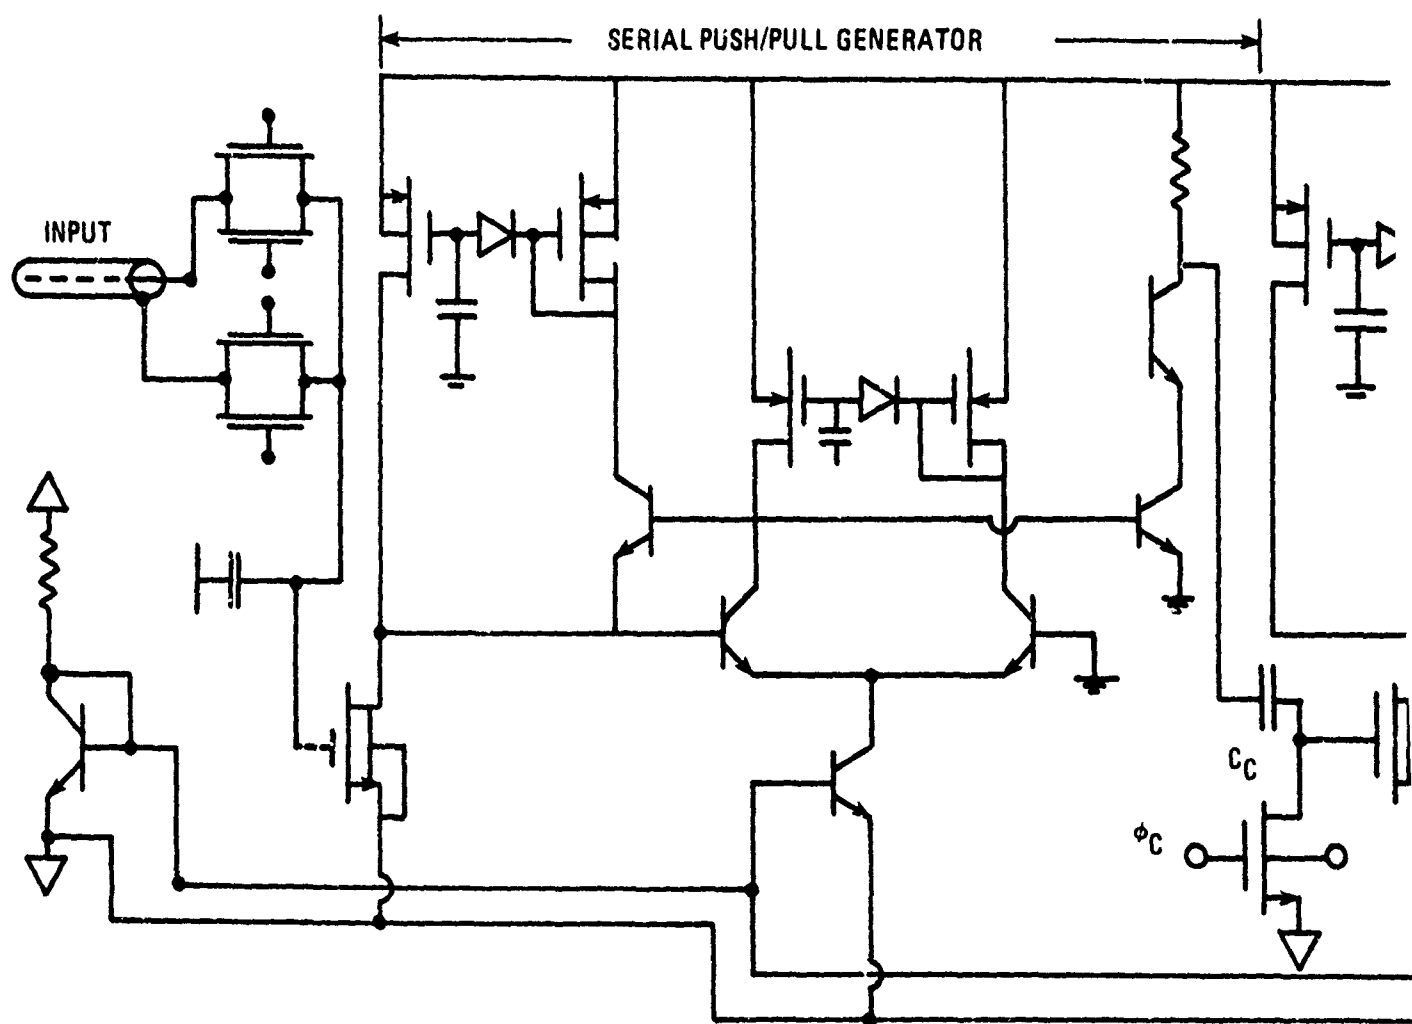 SERIAL PUSH/PULL GENERATOR
INPUT
C_C
ϕ_C